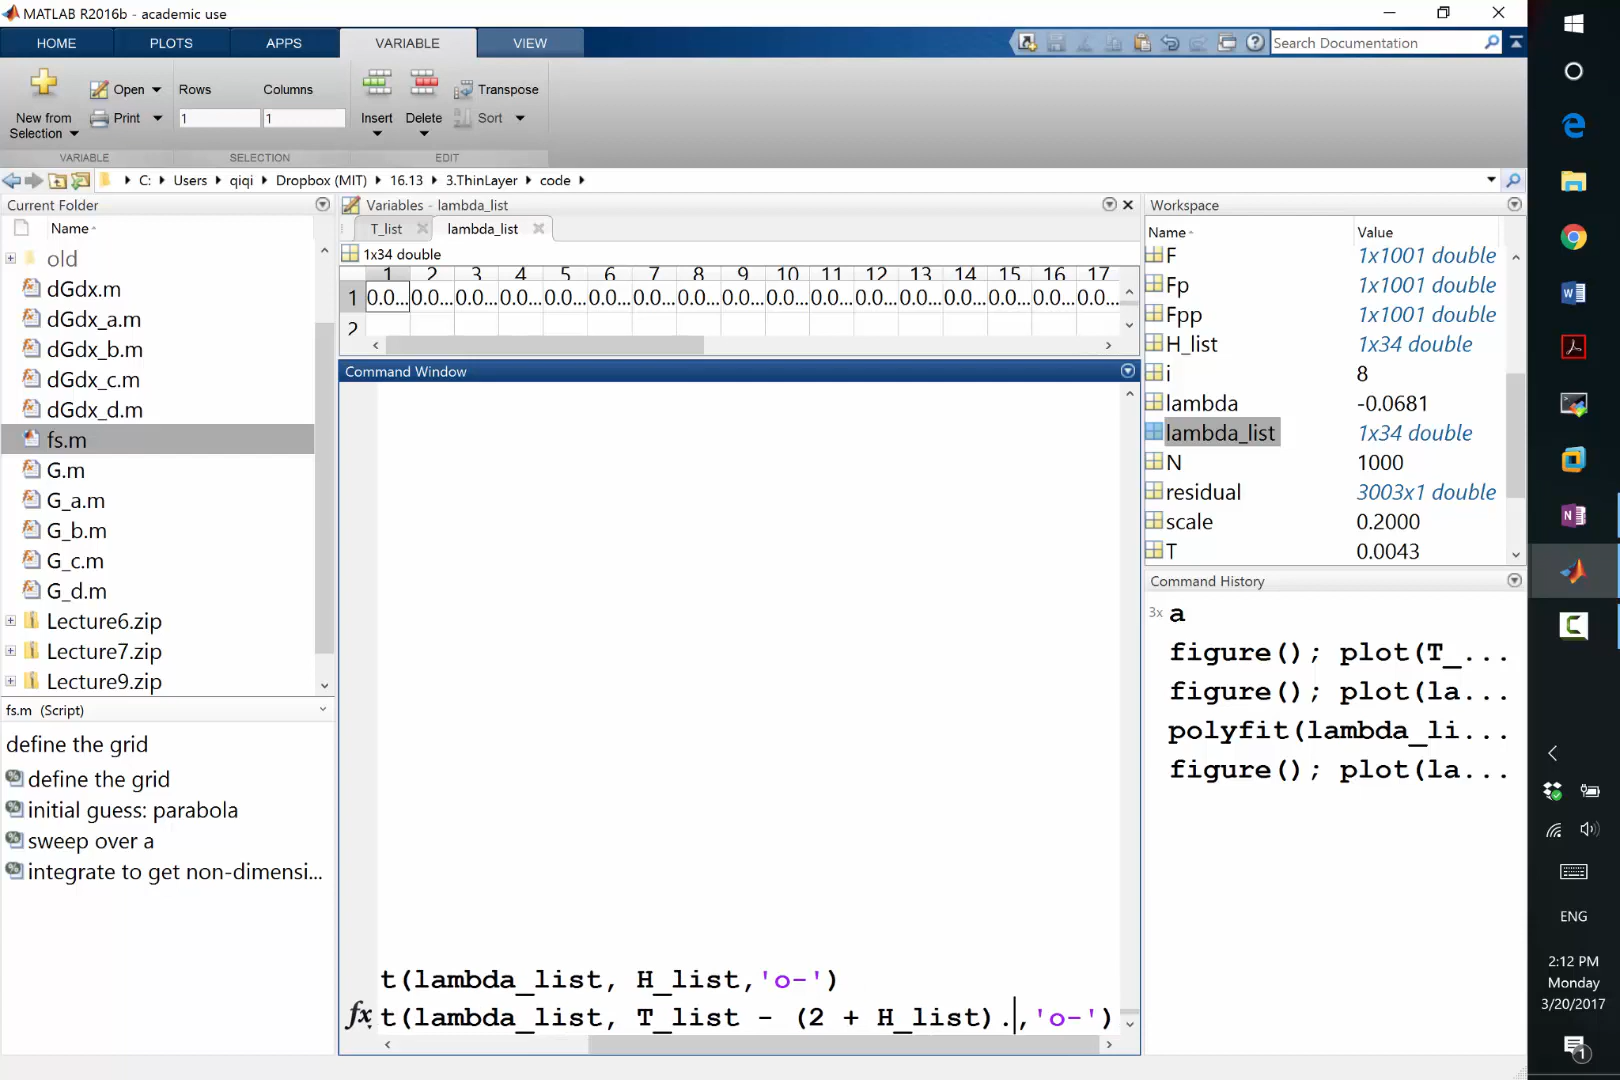 MATLAB R2016b - academic use
HOME PLOTS APPS VARIABLE VIEW
Search Documentation
New from Selection
Open
Print
Rows Columns
1 1
Insert
Delete
Transpose
Sort
VARIABLE SELECTION EDIT
C: Users qiqi Dropbox (MIT) 16.13 3.ThinLayer code
Current Folder
Name
old
dGdx.m
dGdx_a.m
dGdx_b.m
dGdx_c.m
dGdx_d.m
fs.m
G.m
G_a.m
G_b.m
G_c.m
G_d.m
Lecture6.zip
Lecture7.zip
Lecture9.zip
fs.m (Script)
define the grid
define the grid
initial guess: parabola
sweep over a
integrate to get non-dimensi...
Variables - lambda_list
T_list lambda_list
1x34 double
1 2 3 4 5 6 7 8 9 10 11 12 13 14 15 16 17
1 0.0... 0.0... 0.0... 0.0... 0.0... 0.0... 0.0... 0.0... 0.0... 0.0... 0.0... 0.0... 0.0... 0.0... 0.0... 0.0... 0.0...
2
Command Window
t(lambda_list, H_list,'o-')
fx t(lambda_list, T_list - (2 + H_list).,'o-')
Workspace
Name Value
F 1x1001 double
Fp 1x1001 double
Fpp 1x1001 double
H_list 1x34 double
i 8
lambda -0.0681
lambda_list 1x34 double
N 1000
residual 3003x1 double
scale 0.2000
T 0.0043
Command History
3x a
figure(); plot(T_...
figure(); plot(la...
polyfit(lambda_li...
figure(); plot(la...
ENG
2:12 PM
Monday
3/20/2017
1